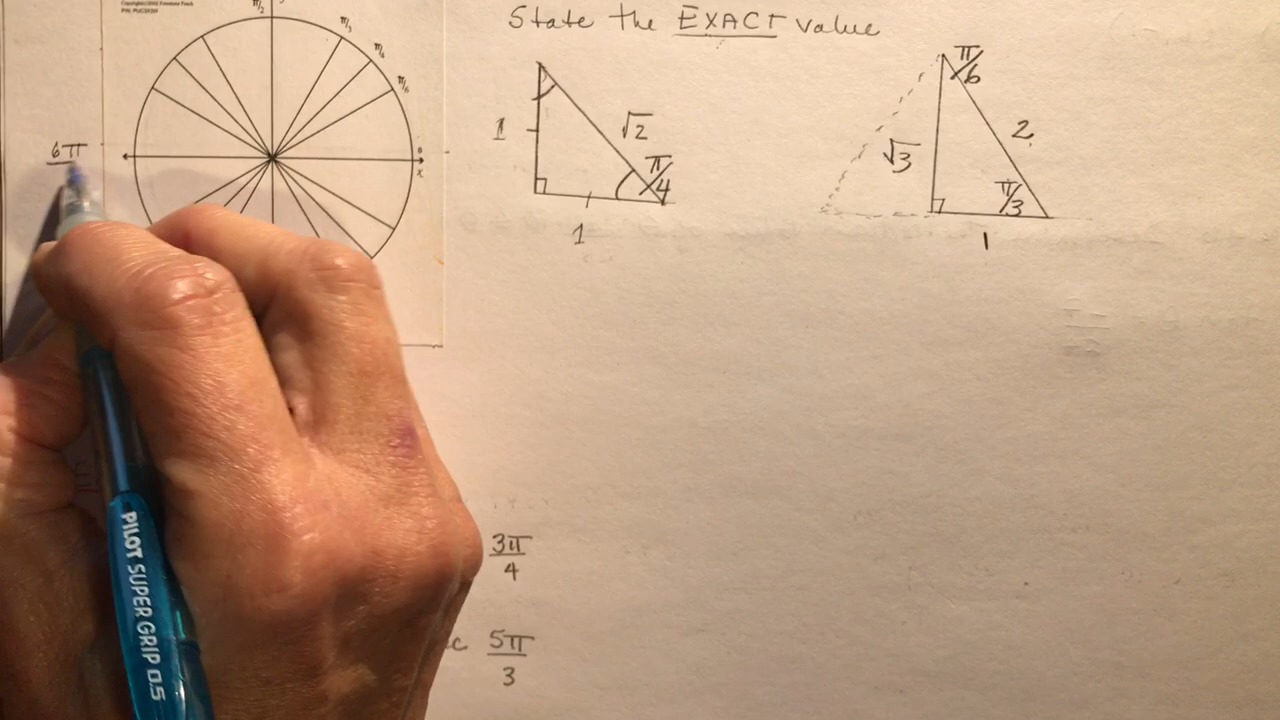 State the EXACT value
π/2
π/3
π/4
π/6
6π
0
x
1
√2
π/4
1
π/6
√3
2
π/3
1
3π
4
c 5π
3
PILOT SUPER GRIP 0.5